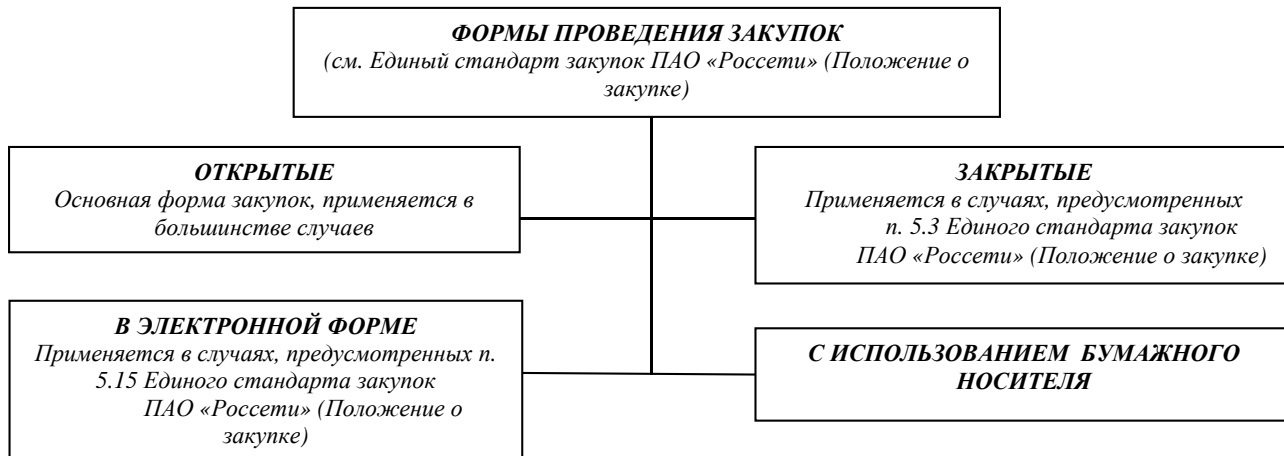 ФОРМЫ ПРОВЕДЕНИЯ ЗАКУПОК
(см. Единый стандарт закупок ПАО «Россети» (Положение о
закупке)
ОТКРЫТЫЕ
Основная форма закупок, применяется в
большинстве случаев
ЗАКРЫТЫЕ
Применяется в случаях, предусмотренных
п. 5.3 Единого стандарта закупок
ПАО «Россети» (Положение о закупке)
В ЭЛЕКТРОННОЙ ФОРМЕ
Применяется в случаях, предусмотренных п.
5.15 Единого стандарта закупок
ПАО «Россети» (Положение о
закупке)
С ИСПОЛЬЗОВАНИЕМ БУМАЖНОГО
НОСИТЕЛЯ